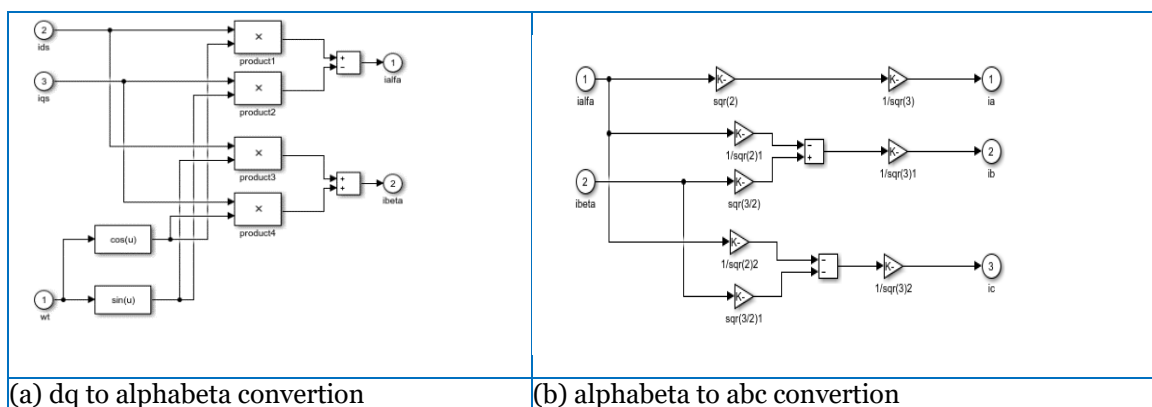 2
ids
×
product1
+
−
1
ialfa
3
iqs
×
product2
×
product3
+
+
2
ibeta
×
product4
cos(u)
1
wt
sin(u)
1
ialfa
K-
sqr(2)
K-
1/sqr(3)
1
ia
K-
1/sqr(2)1
−
+
K-
1/sqr(3)1
2
ib
2
ibeta
K-
sqr(3/2)
K-
1/sqr(2)2
−
−
K-
1/sqr(3)2
3
ic
K-
sqr(3/2)1
(a) dq to alphabeta convertion
(b) alphabeta to abc convertion